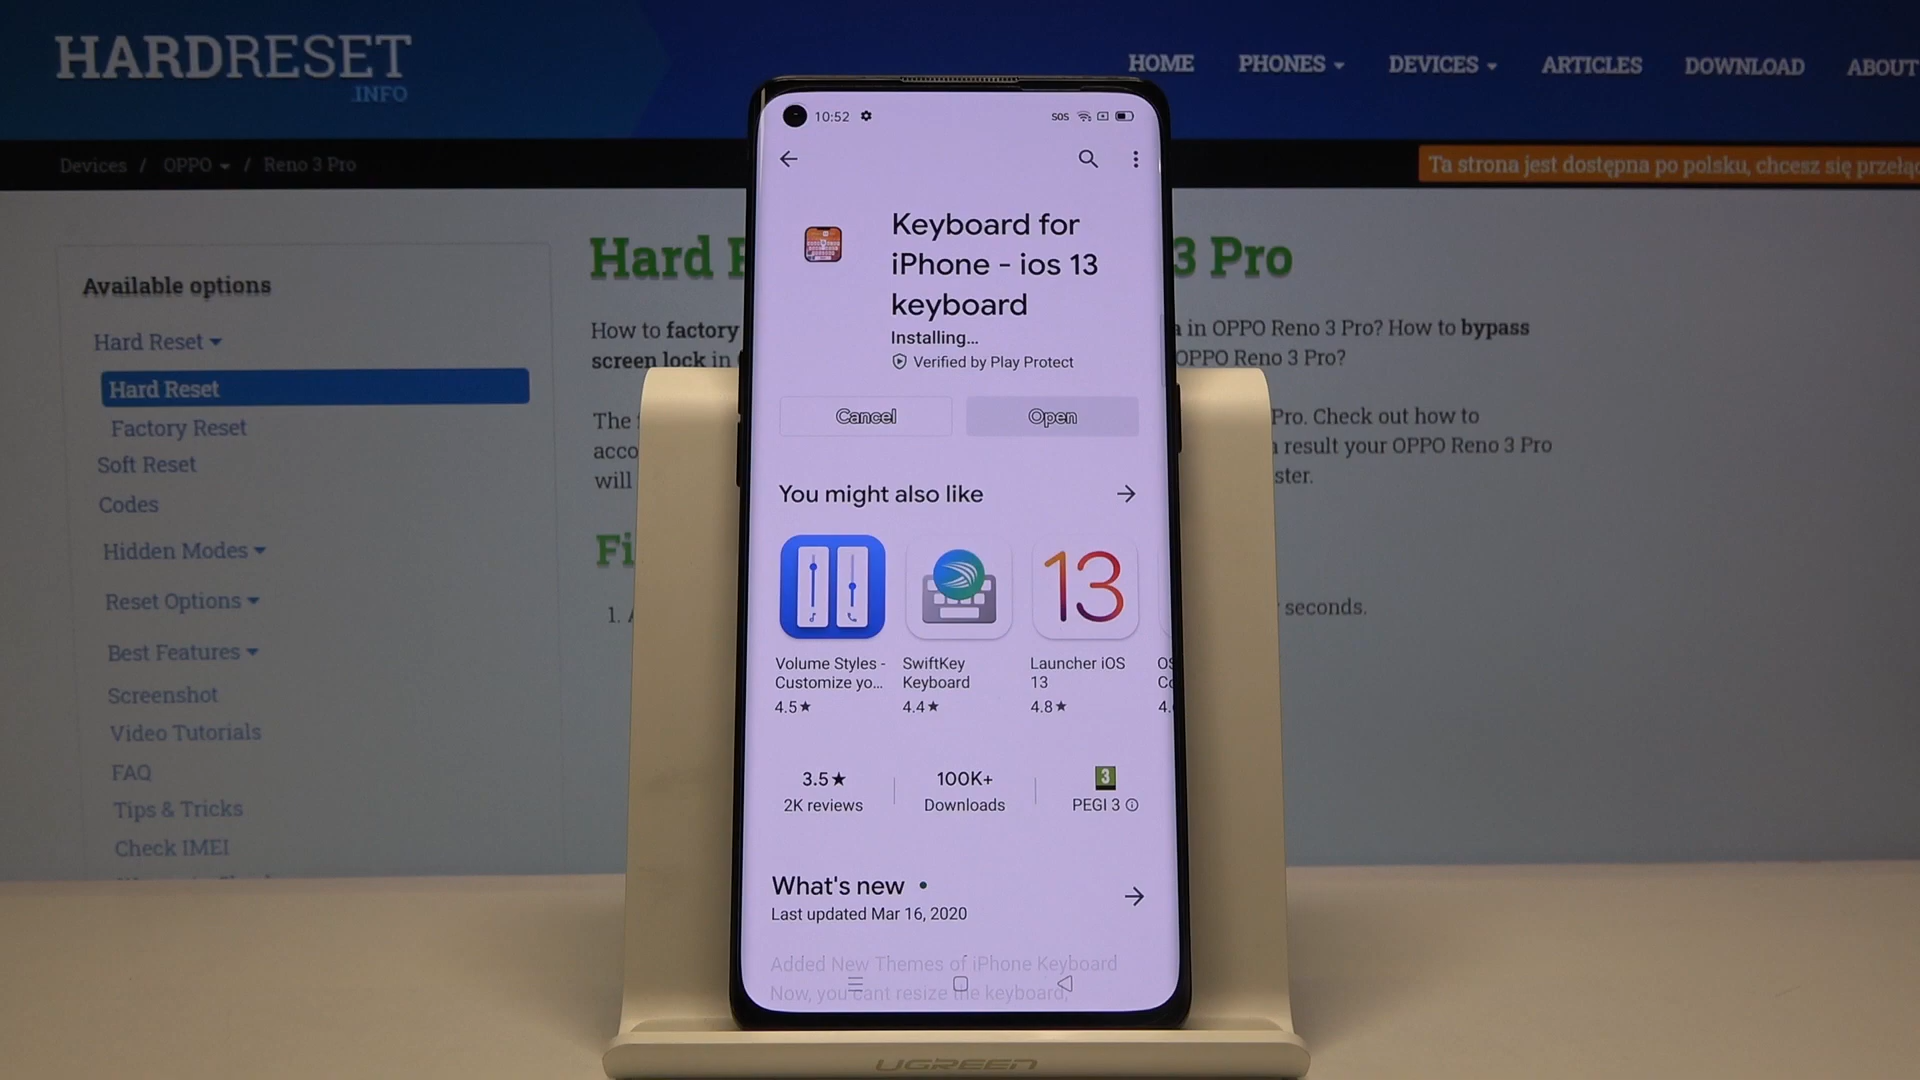 HARDRESET
.INFO
HOME
PHONES
DEVICES
ARTICLES
DOWNLOAD
ABOUT
Devices / OPPO / Reno 3 Pro
Ta strona jest dostępna po polsku, chcesz się
Available options
Hard Reset
Hard Reset
Factory Reset
Soft Reset
Codes
Hidden Modes
Reset Options
Best Features
Screenshot
Video Tutorials
FAQ
Tips & Tricks
Check IMEI
Hard
3 Pro
How to factory
in OPPO Reno 3 Pro? How to bypass
screen lock in
OPPO Reno 3 Pro?
The
Pro. Check out how to
result your OPPO Reno 3 Pro
will
Fi
1.
seconds.
10:52
SOS
Keyboard for
iPhone - ios 13
keyboard
Installing...
Verified by Play Protect
Cancel
Open
You might also like
13
Volume Styles -
Customize yo...
4.5★
SwiftKey
Keyboard
4.4★
Launcher iOS
13
4.8★
3.5★
2K reviews
100K+
Downloads
3
PEGI 3
What's new •
Last updated Mar 16, 2020
Added New Themes of iPhone Keyboard
Now, you cant resize the keyboard,
UGREEN